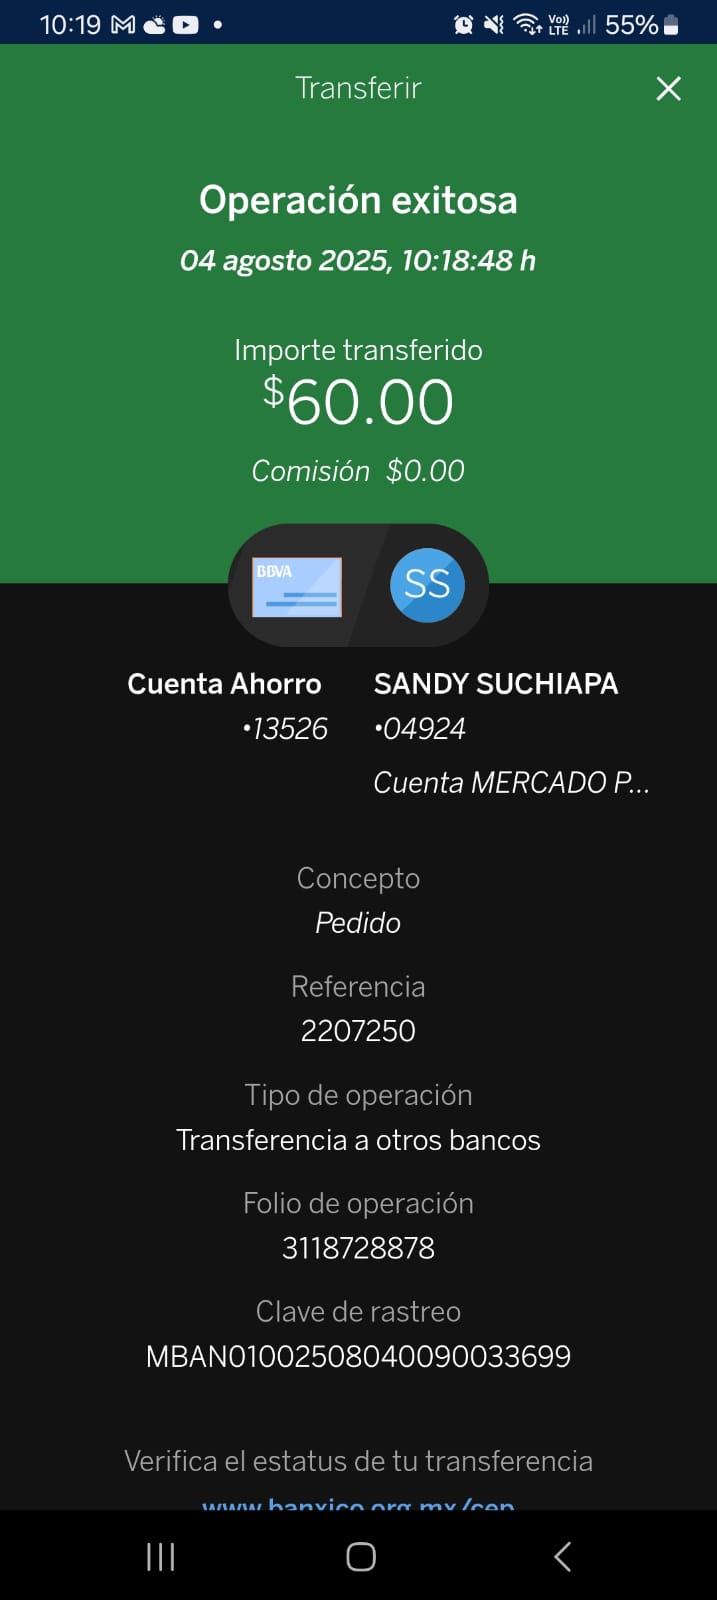 10:19
Vo))
LTE
55%
Transferir
Operación exitosa
04 agosto 2025, 10:18:48 h
Importe transferido
$60.00
Comisión $0.00
BBVA
SS
Cuenta Ahorro
•13526
SANDY SUCHIAPA
•04924
Cuenta MERCADO P...
Concepto
Pedido
Referencia
2207250
Tipo de operación
Transferencia a otros bancos
Folio de operación
3118728878
Clave de rastreo
MBAN01002508040090033699
Verifica el estatus de tu transferencia
www.banxico.org.mx/cep